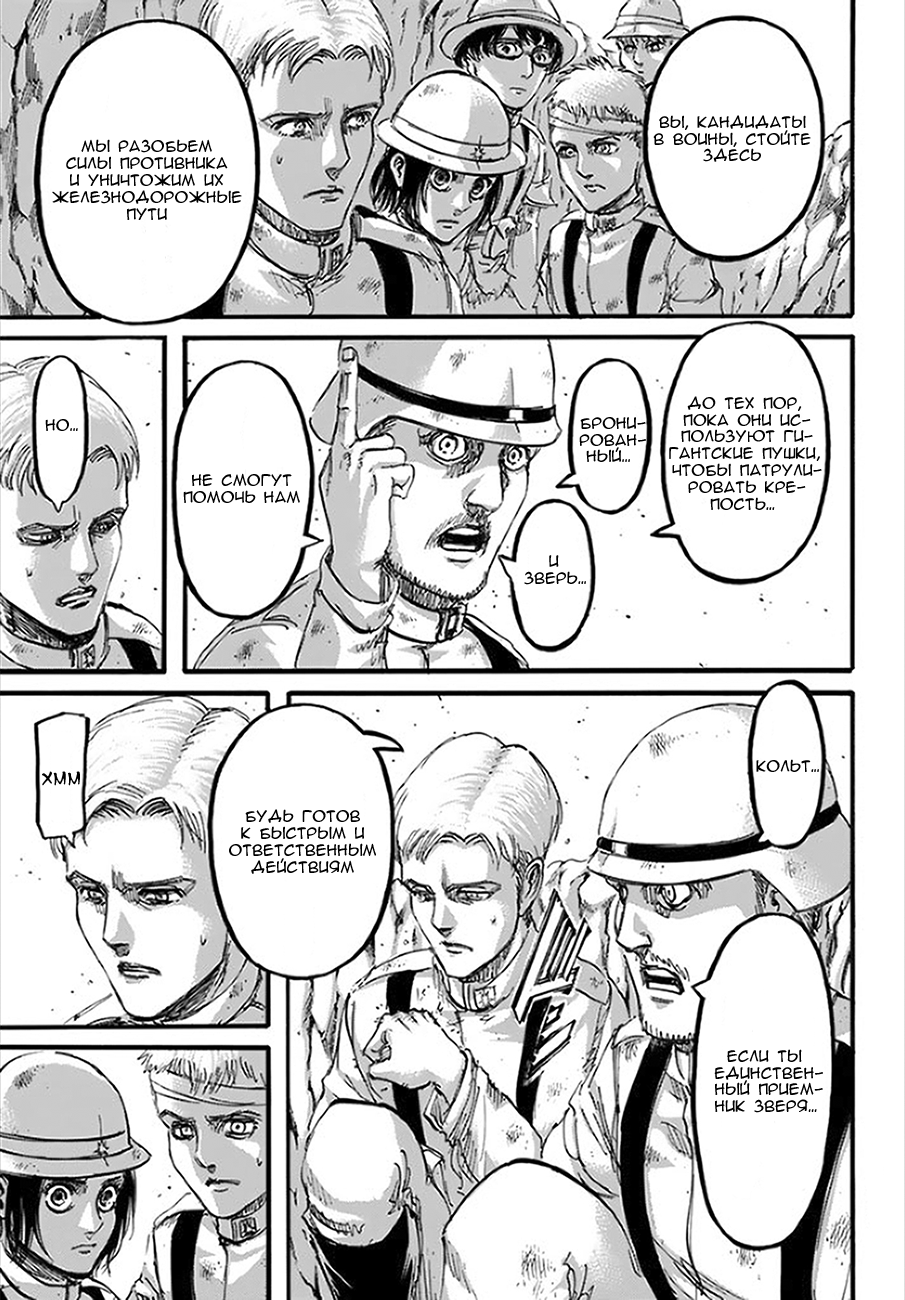 ВЫ, КАНДИДАТЫ
В ВОИНЫ, СТОЙТЕ
ЗДЕСЬ
МЫ РАЗОБЬЕМ
СИЛЫ ПРОТИВНИКА
И УНИЧТОЖИМ ИХ
ЖЕЛЕЗНОДОРОЖНЫЕ
ПУТИ
ДО ТЕХ ПОР,
ПОКА ОНИ ИС-
ПОЛЬЗУЮТ ГИ-
ГАНТСКИЕ ПУШКИ,
ЧТОБЫ ПАТРУЛИ-
РОВАТЬ КРЕ-
ПОСТЬ...
БРОНИ-
РОВАН-
НЫЙ...
И
ЗВЕРЬ...
НЕ СМОГУТ
ПОМОЧЬ НАМ
НО...
КОЛЬТ...
ЕСЛИ ТЫ
ЕДИНСТВЕН-
НЫЙ ПРИЕМ-
НИК ЗВЕРЯ...
БУДЬ ГОТОВ
К БЫСТРЫМ И
ОТВЕТСТВЕННЫМ
ДЕЙСТВИЯМ
ХММ